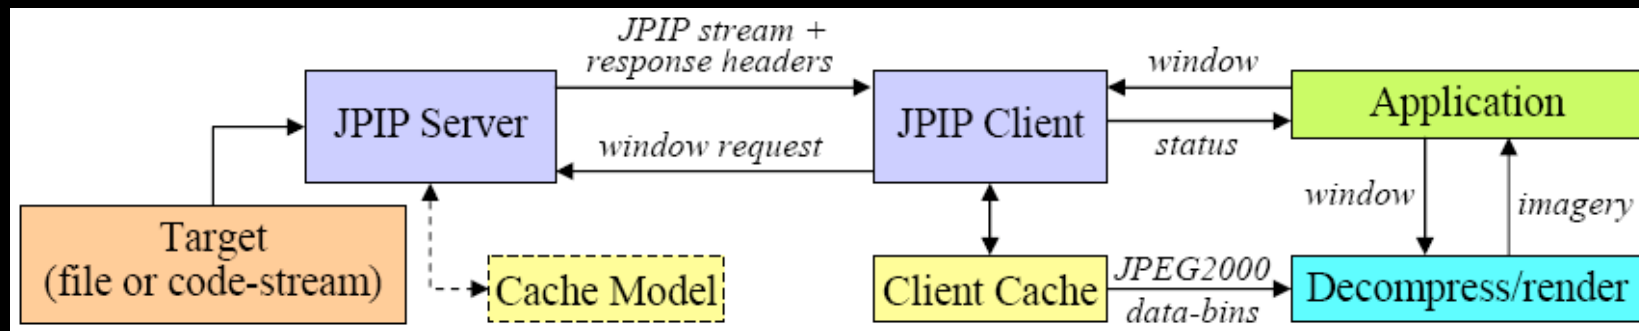 JPIP stream +
response headers
window
JPIP Server
JPIP Client
Application
window request
status
window
imagery
Target
(file or code-stream)
Cache Model
Client Cache
JPEG2000
data-bins
Decompress/render